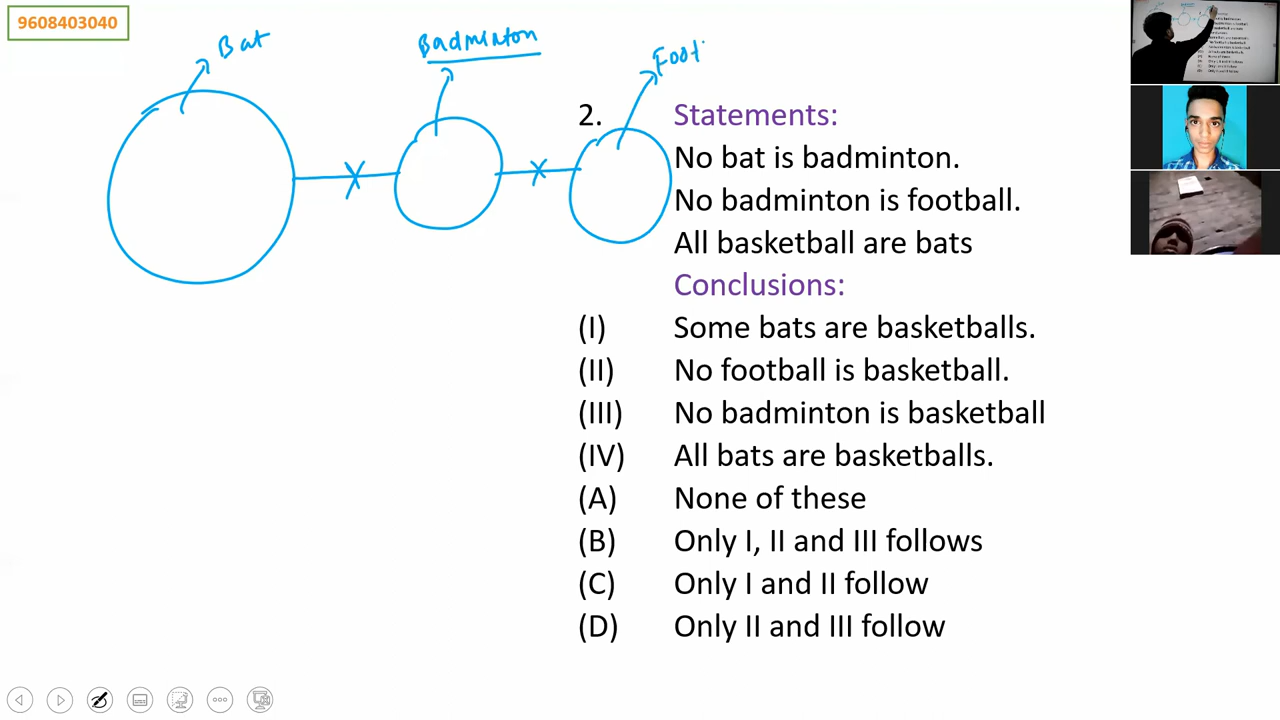 9608403040
Bat
Badminton
Foot
2. Statements:
No bat is badminton.
No badminton is football.
All basketball are bats
Conclusions:
(I) Some bats are basketballs.
(II) No football is basketball.
(III) No badminton is basketball
(IV) All bats are basketballs.
(A) None of these
(B) Only I, II and III follows
(C) Only I and II follow
(D) Only II and III follow